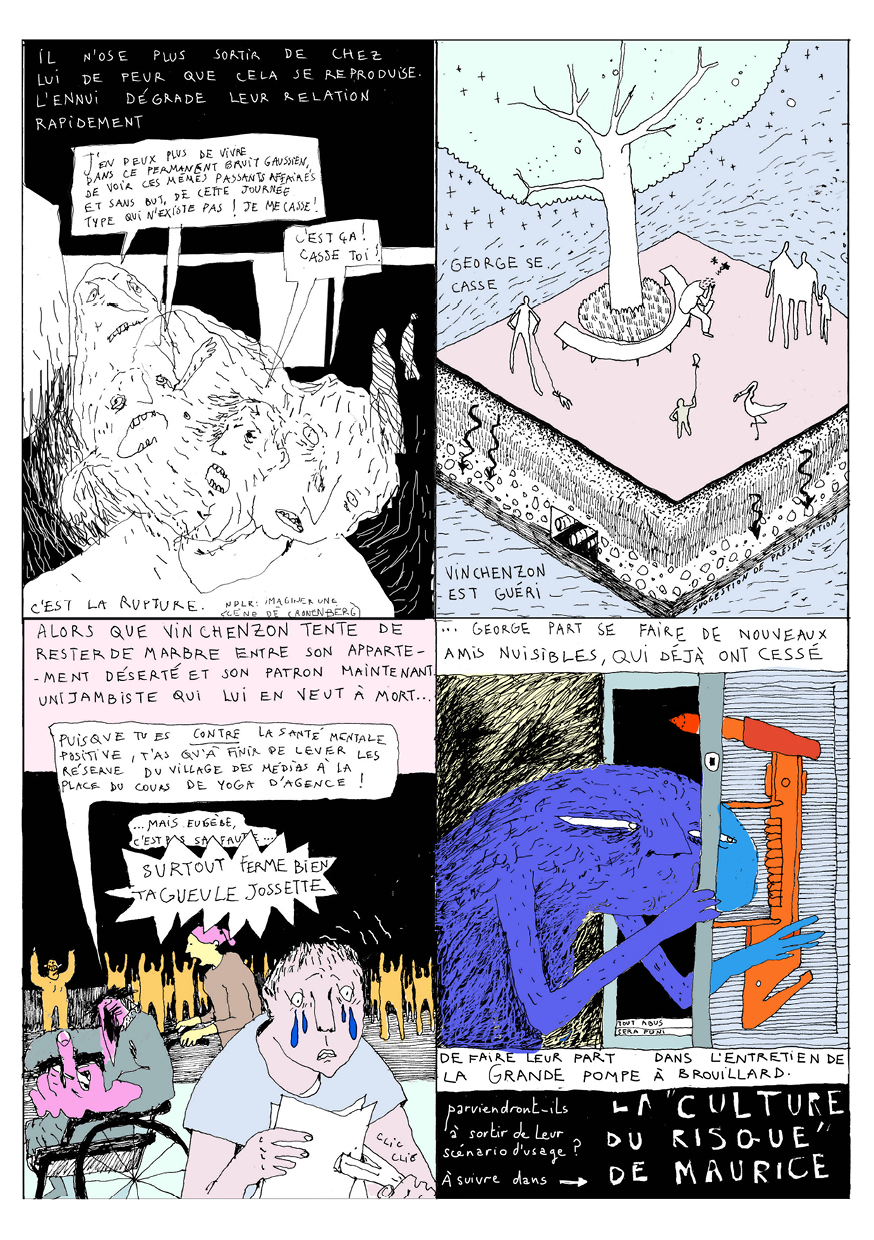 IL N'OSE PLUS SORTIR DE CHEZ
LUI DE PEUR QUE CELA SE REPRODUISE.
L'ENNUI DÉGRADE LEUR RELATION
RAPIDEMENT
J'EN PEUX PLUS DE VIVRE
DANS CE PERMANENT BRUIT GAUSSIEN,
DE VOIR CES MÊMES PASSANTS AFFAIRÉS
ET SANS BUT, DE CETTE JOURNÉE
TYPE QUI N'EXISTE PAS ! JE ME CASSE !
C'EST ÇA !
CASSE TOI !
C'EST LA RUPTURE.
NDLR: IMAGINER UNE
SCÈNE DE CRONENBERG
GEORGE SE
CASSE
VINCHENZON
EST GUÉRI
SUGGESTION DE PRÉSENTATION
ALORS QUE VINCHENZON TENTE DE
RESTER DE MARBRE ENTRE SON APPARTE-
-MENT DÉSERTÉ ET SON PATRON MAINTENANT
UNIJAMBISTE QUI LUI EN VEUT À MORT...
PUISQUE TU ES CONTRE LA SANTÉ MENTALE
POSITIVE, T'AS QU'À FINIR DE LEVER LES
RÉSERVE DU VILLAGE DES MÉDIAS À LA
PLACE DU COURS DE YOGA D'AGENCE !
...MAIS EUGÈBE,
C'EST PAS SA FAUTE ...
SURTOUT FERME BIEN
TA GUEULE JOSSETTE
CLIC
CLIC
... GEORGE PART SE FAIRE DE NOUVEAUX
AMIS NUISIBLES, QUI DÉJÀ ONT CESSÉ
TOUT ABUS
SERA PUNI
DE FAIRE LEUR PART DANS L'ENTRETIEN DE
LA GRANDE POMPE À BROUILLARD.
parviendront-ils
à sortir de leur
scénario d'usage ?
À suivre dans →
LA "CULTURE
DU RISQUE"
DE MAURICE